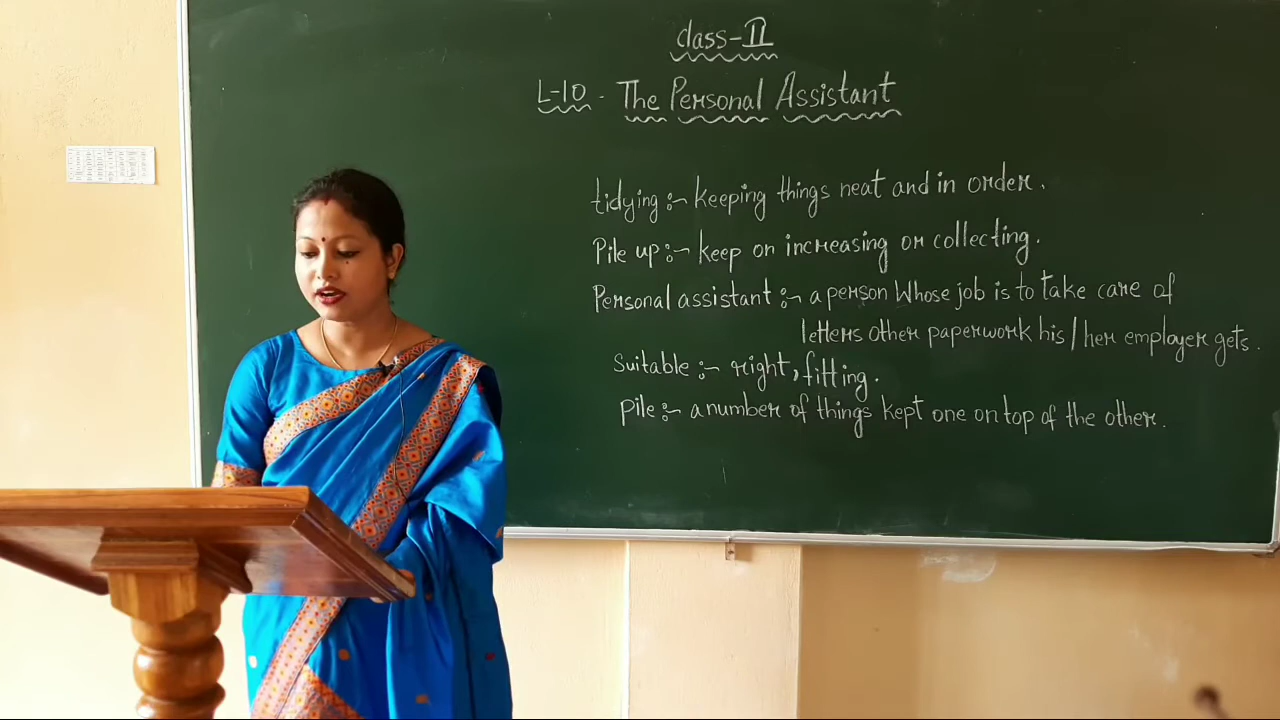 class-II
L-10 - The Personal Assistant
tidying :- keeping things neat and in order.
Pile up :- keep on increasing or collecting.
Personal assistant :- a person Whose job is to take care of
letters other paperwork his/her employer gets.
Suitable :- right, fitting.
Pile :- a number of things kept one on top of the other.